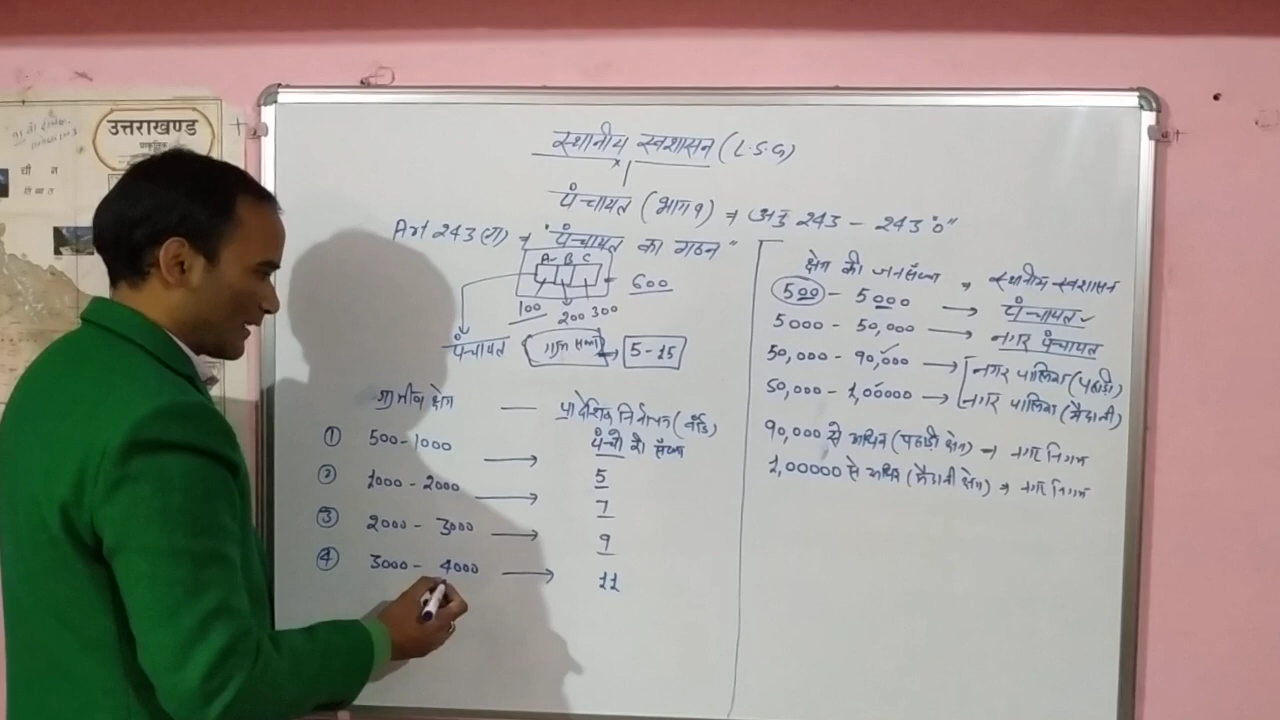 उत्तराखण्ड
प्राकृतिक
ची न
स्थानीय स्वशासन (L.S.G)
पंचायत (भाग 9) → अनु 243 - 243 "ण"
Art 243 (ग) → "पंचायत का गठन"
A B C
600
100 200 300
पंचायत ग्राम सभा → 5-15
ग्रामीण क्षेत्र — प्रादेशिक निर्वाचन (वार्ड)
पंचो की संख्या
① 500-1000 → 5
② 1000 - 2000 → 7
③ 2000 - 3000 → 9
④ 3000 - 4000 → 11
क्षेत्र की जनसंख्या → स्थानीय स्वशासन
500 - 5000 → पंचायत ✓
5000 - 50,000 → नगर पंचायत
50,000 - 90,000 → नगर पालिका (पहाड़ी)
50,000 - 1,00000 → नगर पालिका (मैदानी)
90,000 से अधिक (पहाड़ी क्षेत्र) → नगर निगम
1,00000 से अधिक (मैदानी क्षेत्र) → नगर निगम